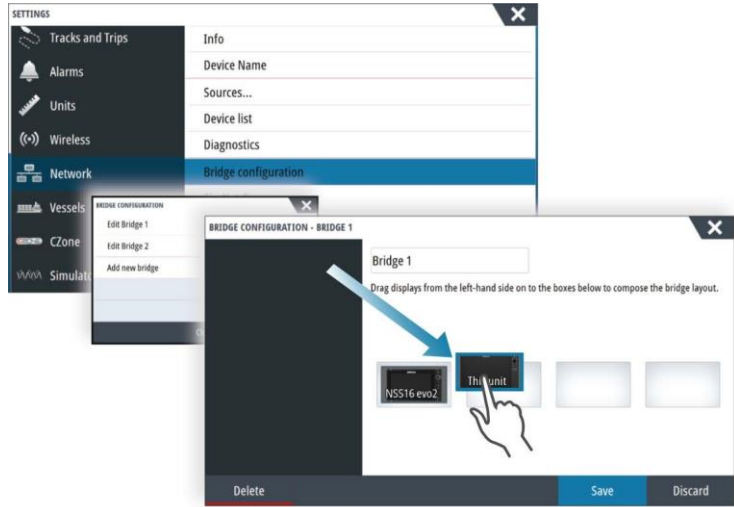 SETTINGS
Tracks and Trips
Alarms
Units
Wireless
Network
Vessels
CZone
Info
Device Name
Sources...
Device list
Diagnostics
Bridge configuration
BRIDGE CONFIGURATION
Edit Bridge 1
Edit Bridge 2
Add new bridge
BRIDGE CONFIGURATION - BRIDGE 1
Bridge 1
Drag displays from the left-hand side on to the boxes below to compose the bridge layout.
NSS16 evo2
unit
Delete
Save
Discard